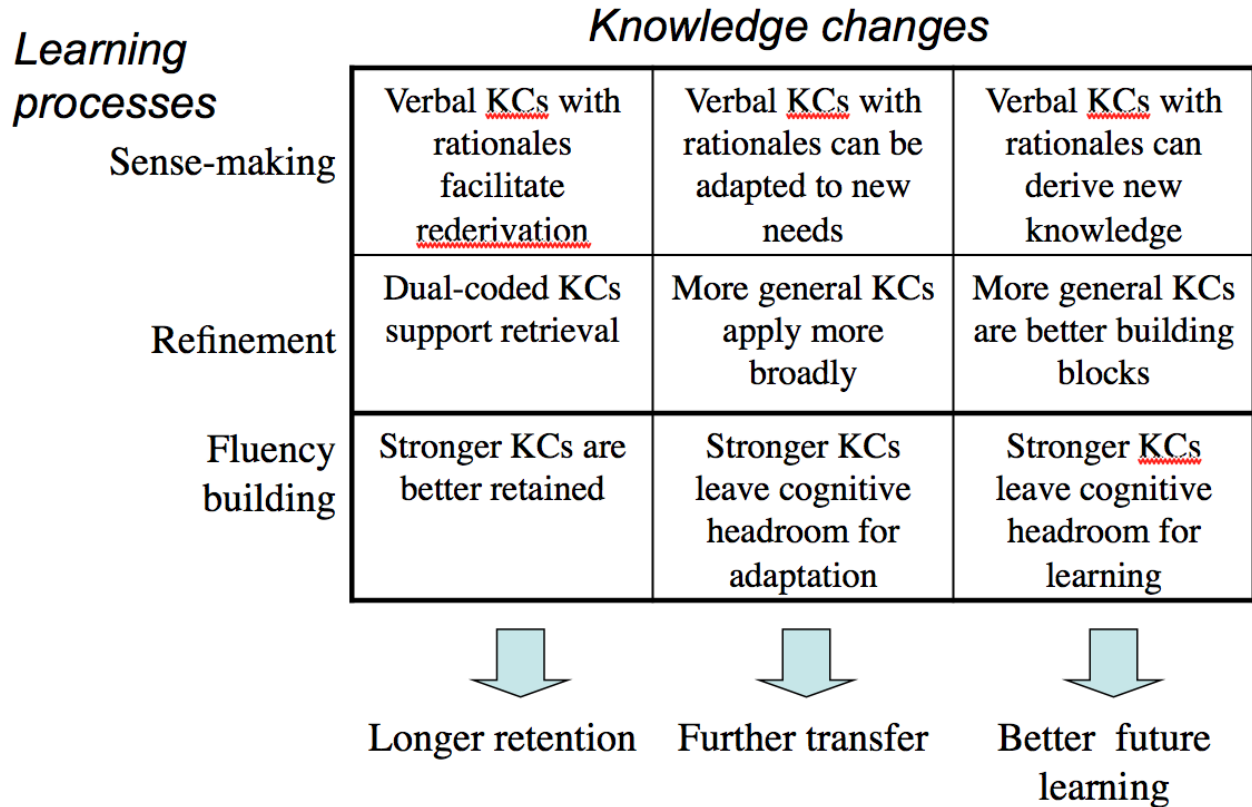 Knowledge changes
Learning
processes
Sense-making
Verbal KCs with
rationales
facilitate
rederivation
Verbal KCs with
rationales can be
adapted to new
needs
Verbal KCs with
rationales can
derive new
knowledge
Refinement
Dual-coded KCs
support retrieval
More general KCs
apply more
broadly
More general KCs
are better building
blocks
Fluency
building
Stronger KCs are
better retained
Stronger KCs
leave cognitive
headroom for
adaptation
Stronger KCs
leave cognitive
headroom for
learning
Longer retention
Further transfer
Better future
learning